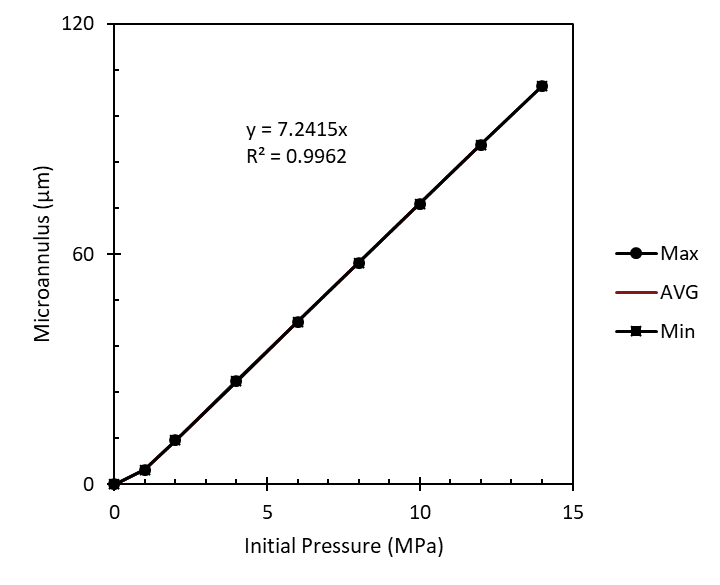 120
y = 7.2415x
R² = 0.9962
Microannulus (µm)
60
Max
AVG
Min
0
0 5 10 15
Initial Pressure (MPa)